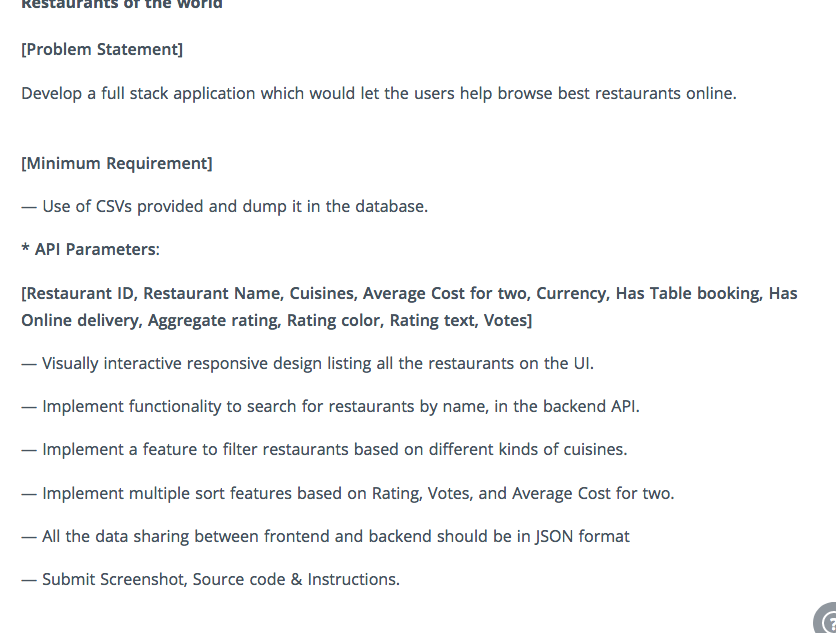 Restaurants of the world
[Problem Statement]
Develop a full stack application which would let the users help browse best restaurants online.
[Minimum Requirement]
— Use of CSVs provided and dump it in the database.
* API Parameters:
[Restaurant ID, Restaurant Name, Cuisines, Average Cost for two, Currency, Has Table booking, Has
Online delivery, Aggregate rating, Rating color, Rating text, Votes]
— Visually interactive responsive design listing all the restaurants on the UI.
— Implement functionality to search for restaurants by name, in the backend API.
— Implement a feature to filter restaurants based on different kinds of cuisines.
— Implement multiple sort features based on Rating, Votes, and Average Cost for two.
— All the data sharing between frontend and backend should be in JSON format
— Submit Screenshot, Source code & Instructions.
?